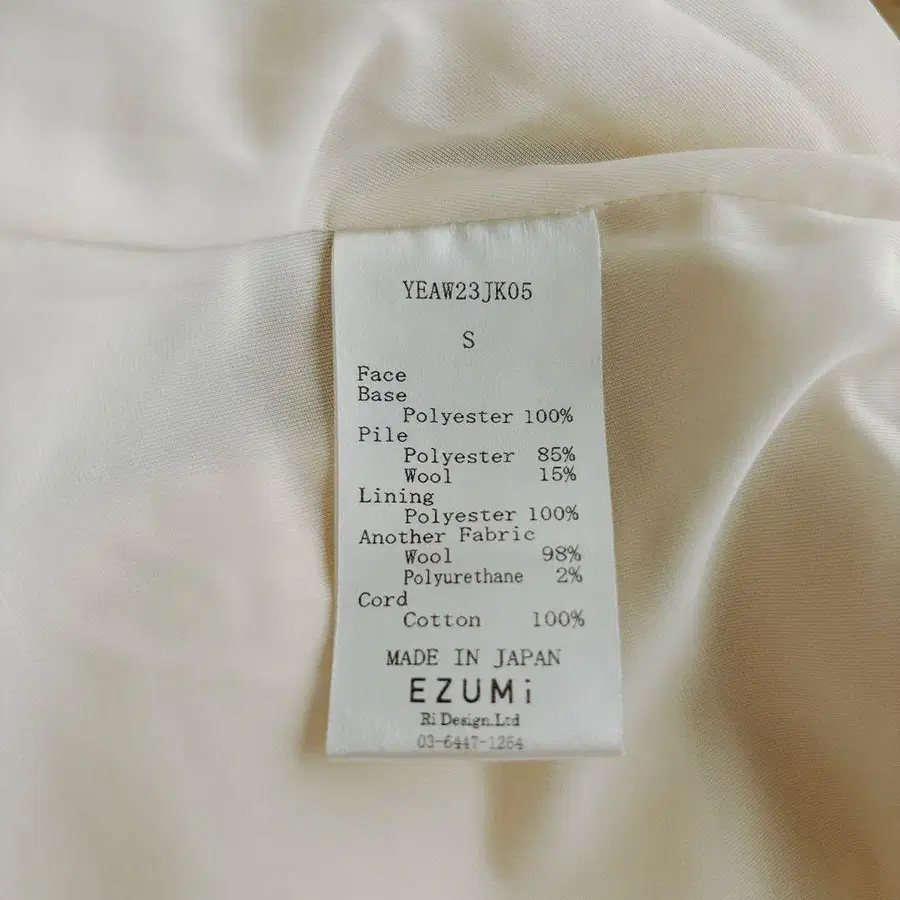 YEAW23JK05
S
Face
Base
Polyester 100%
Pile
Polyester 85%
Wool 15%
Lining
Polyester 100%
Another Fabric
Wool 98%
Polyurethane 2%
Cord
Cotton 100%
MADE IN JAPAN
EZUMi
Ri Design.Ltd
03-6447-1264